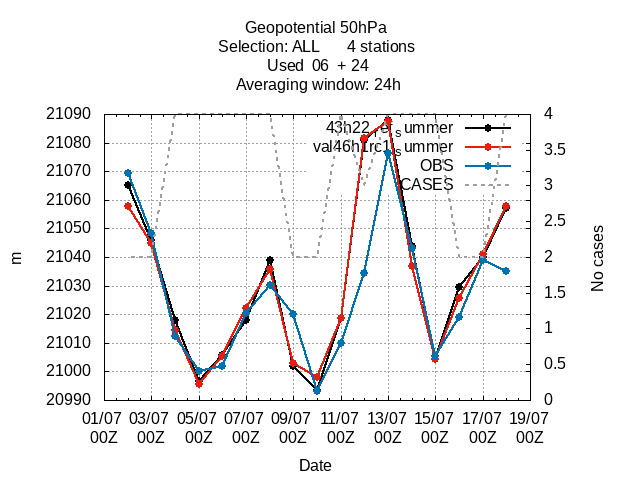 Geopotential 50hPa
Selection: ALL 4 stations
Used 06 + 24
Averaging window: 24h
21090
21080
21070
21060
21050
21040
21030
21020
21010
21000
20990
m
4
3.5
3
2.5
2
1.5
1
0.5
0
No cases
43h22_ref_summer
val46h1rc1_summer
OBS
CASES
01/07 03/07 05/07 07/07 09/07 11/07 13/07 15/07 17/07 19/07
00Z 00Z 00Z 00Z 00Z 00Z 00Z 00Z 00Z 00Z
Date